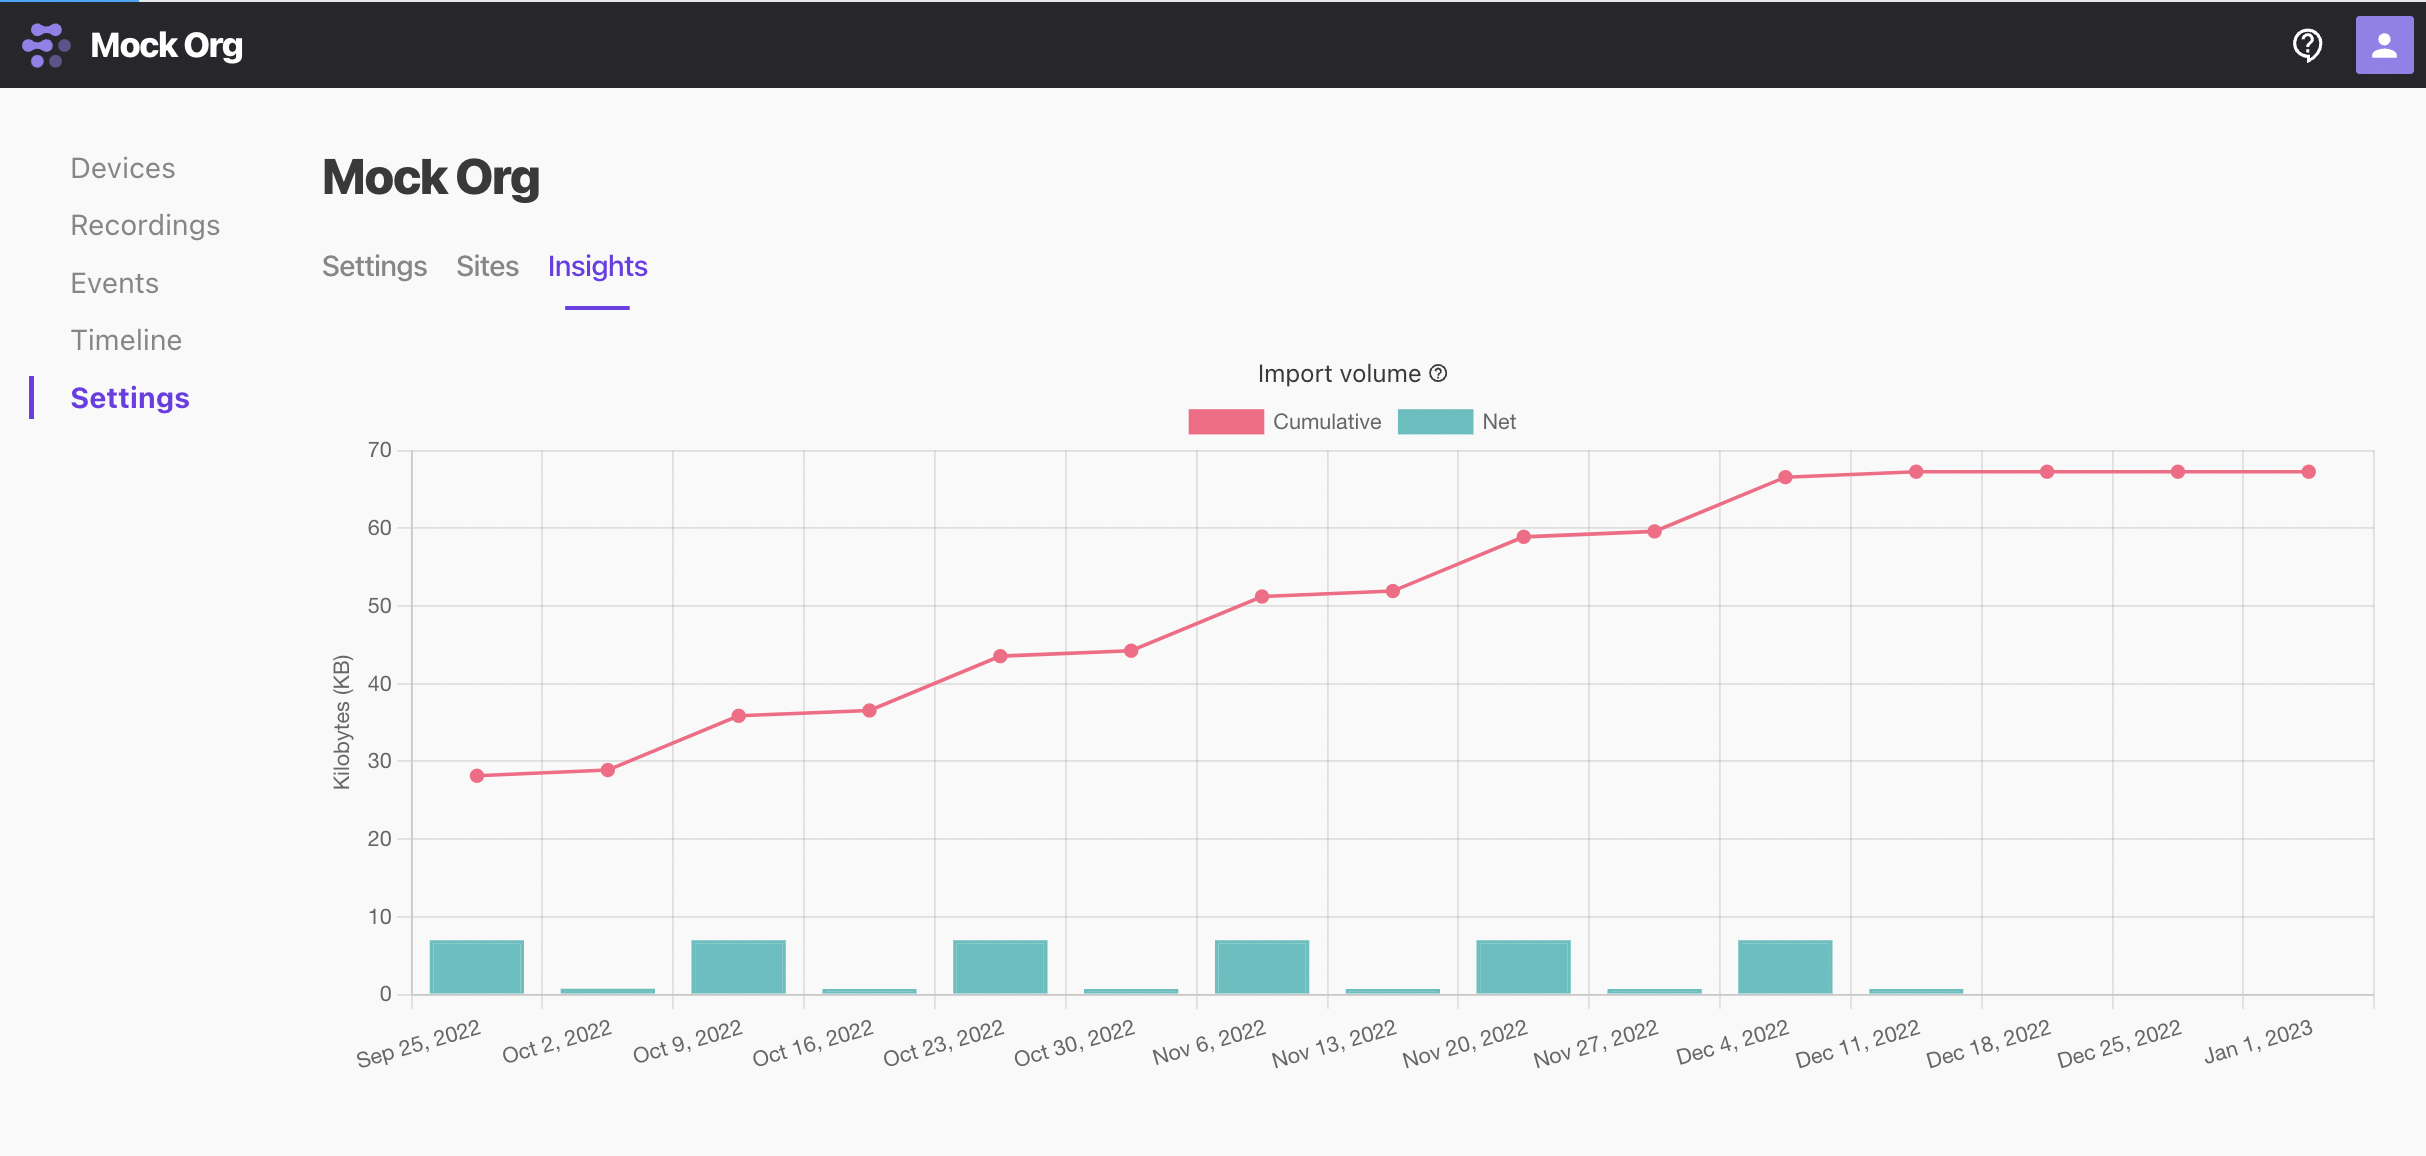 Mock Org
Devices
Recordings
Events
Timeline
Settings
Mock Org
Settings Sites Insights
Import volume
Cumulative Net
Kilobytes (KB)
70
60
50
40
30
20
10
0
Sep 25, 2022 Oct 2, 2022 Oct 9, 2022 Oct 16, 2022 Oct 23, 2022 Oct 30, 2022 Nov 6, 2022 Nov 13, 2022 Nov 20, 2022 Nov 27, 2022 Dec 4, 2022 Dec 11, 2022 Dec 18, 2022 Dec 25, 2022 Jan 1, 2023